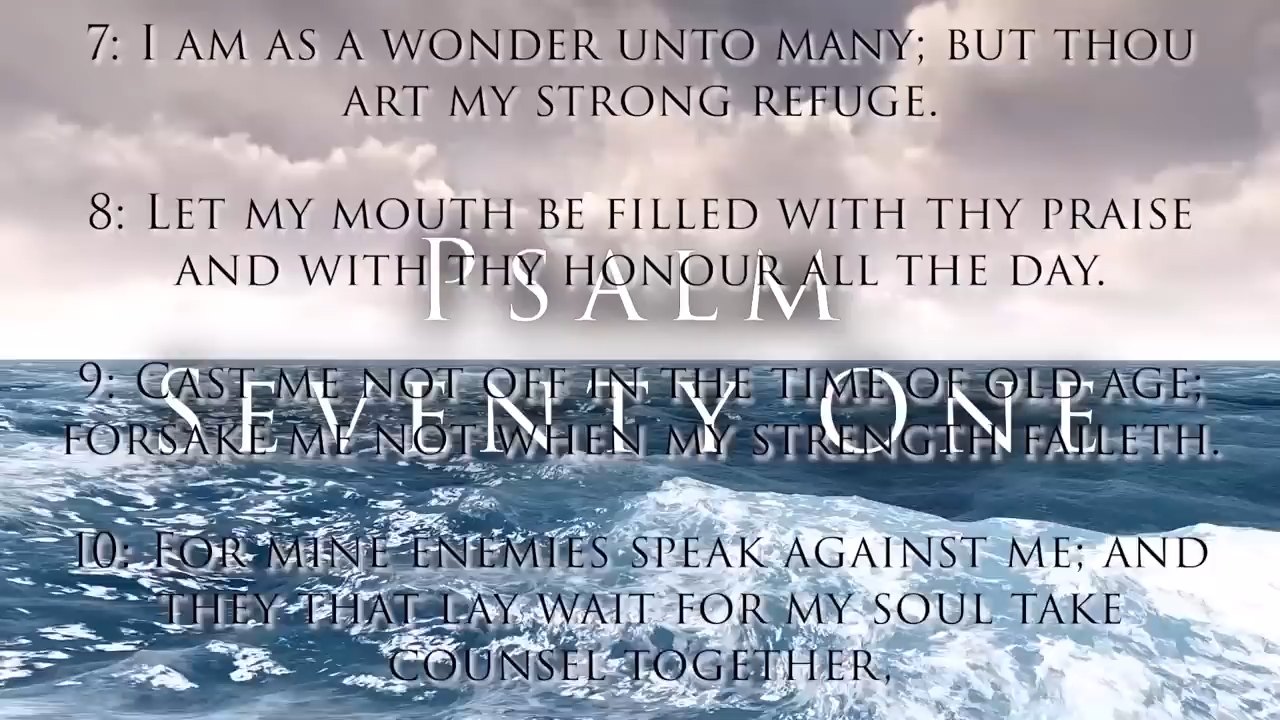 7: I am as a wonder unto many; but thou
art my strong refuge.
8: Let my mouth be filled with thy praise
and with thy honour all the day.
Psalm
9: Cast me not off in the time of old age;
Seventy One
forsake me not when my strength faileth.
10: For mine enemies speak against me; and
they that lay wait for my soul take
counsel together,